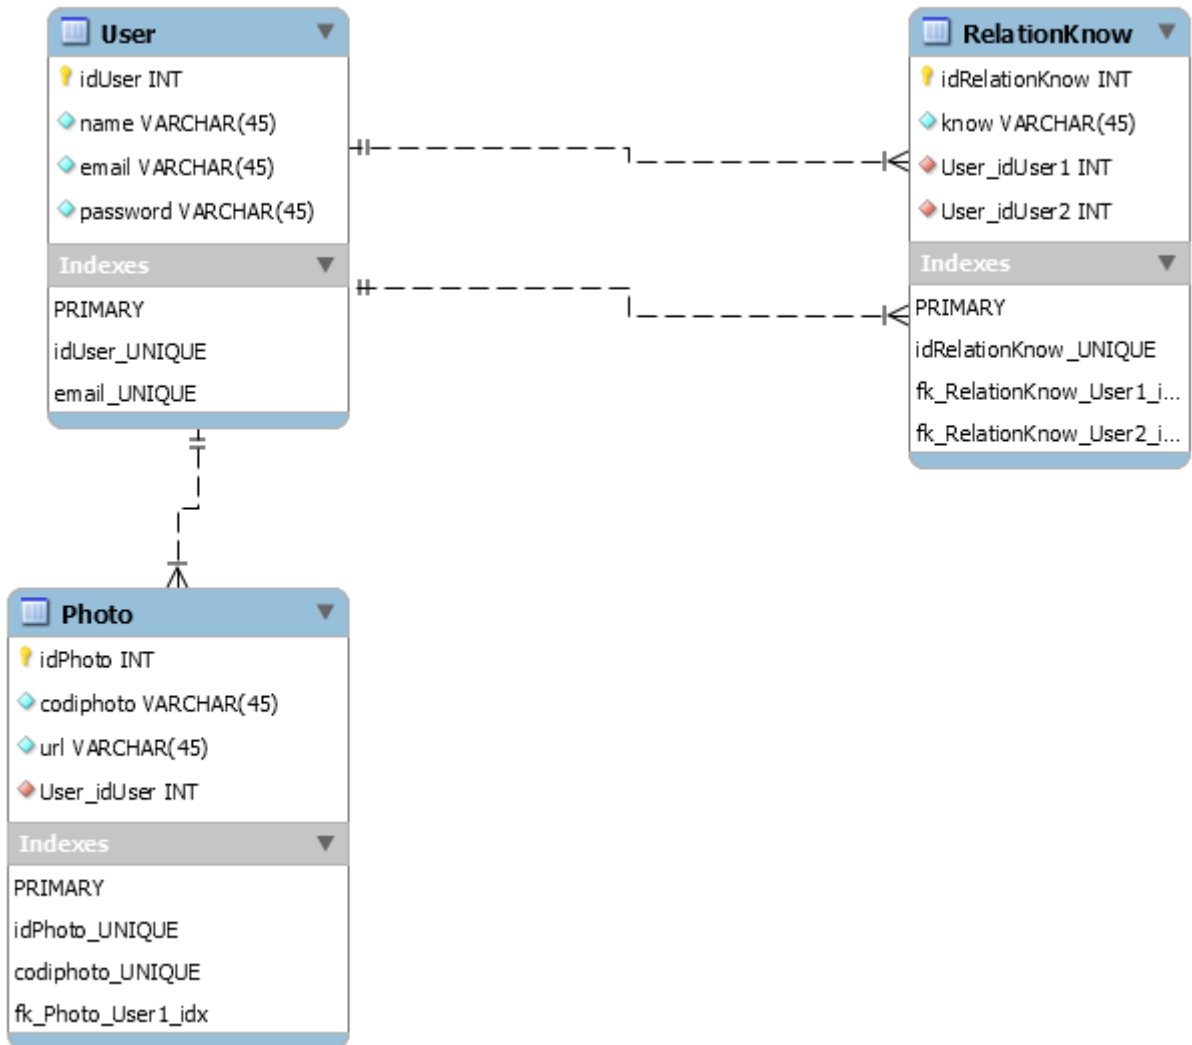 User
idUser INT
name VARCHAR(45)
email VARCHAR(45)
password VARCHAR(45)
Indexes
PRIMARY
idUser_UNIQUE
email_UNIQUE
RelationKnow
idRelationKnow INT
know VARCHAR(45)
User_idUser1 INT
User_idUser2 INT
Indexes
PRIMARY
idRelationKnow_UNIQUE
fk_RelationKnow_User1_i...
fk_RelationKnow_User2_i...
Photo
idPhoto INT
codiphoto VARCHAR(45)
url VARCHAR(45)
User_idUser INT
Indexes
PRIMARY
idPhoto_UNIQUE
codiphoto_UNIQUE
fk_Photo_User1_idx